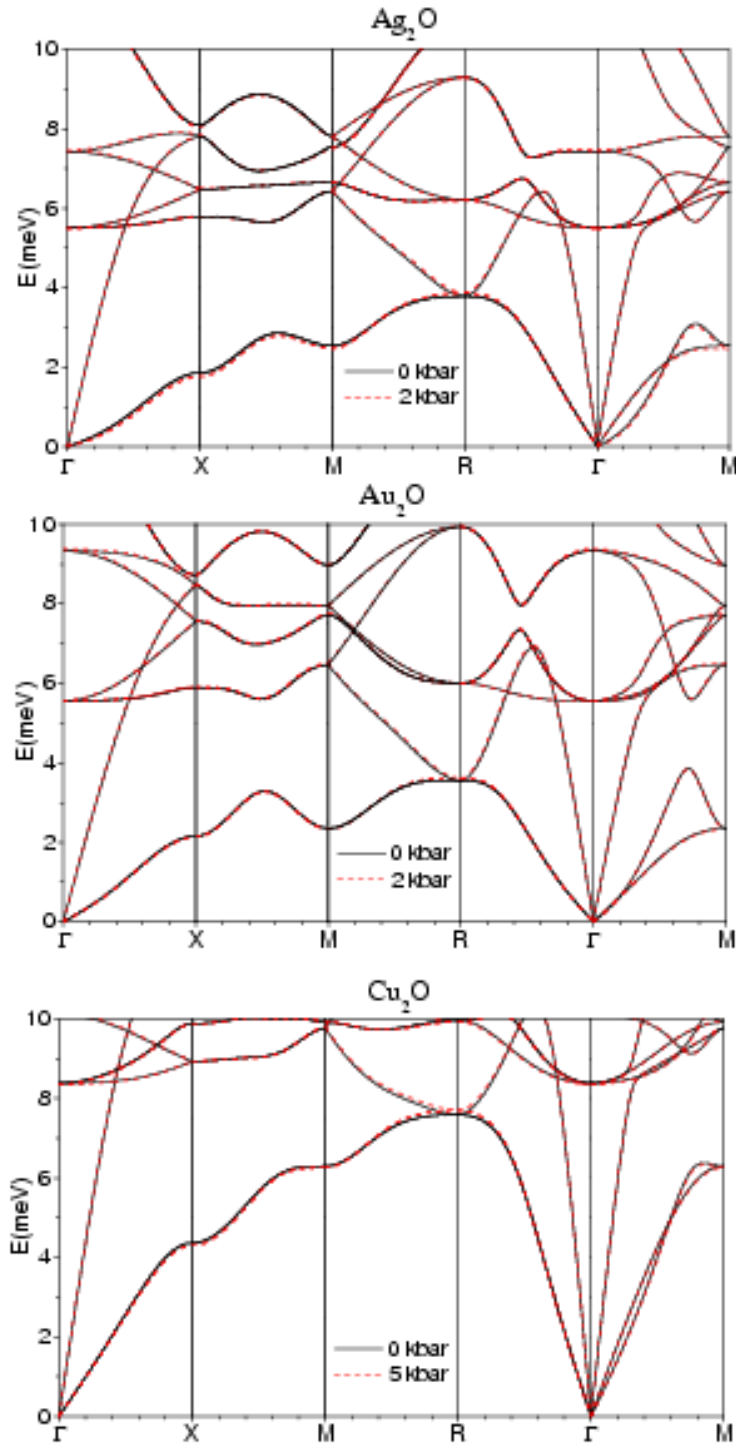 Ag₂O
10
8
6
4
2
0
E (meV)
0 kbar
2 kbar
Γ X M R Γ M
Au₂O
10
8
6
4
2
0
E(meV)
0 kbar
2 kbar
Γ X M R Γ M
Cu₂O
10
8
6
4
2
0
E(meV)
0 kbar
5 kbar
Γ X M R Γ M